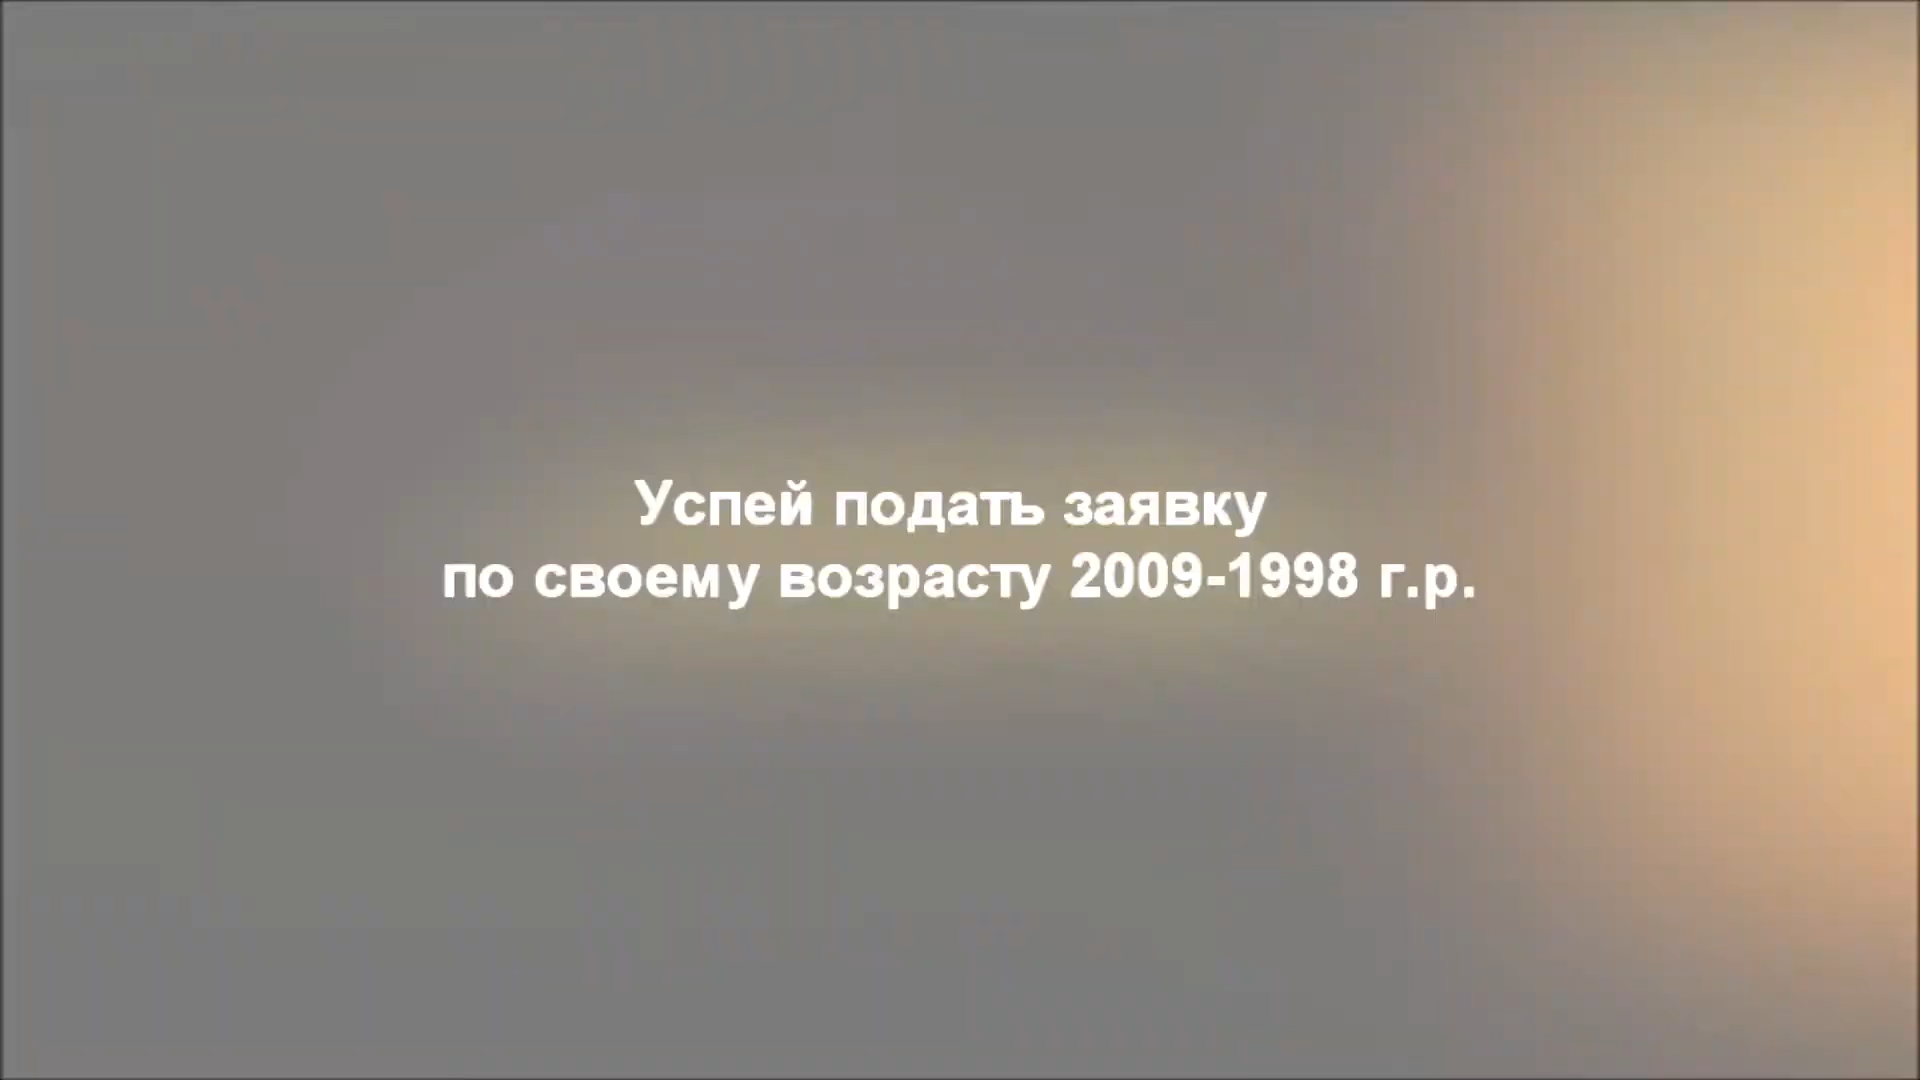 Успей подать заявку
по своему возрасту 2009-1998 г.р.